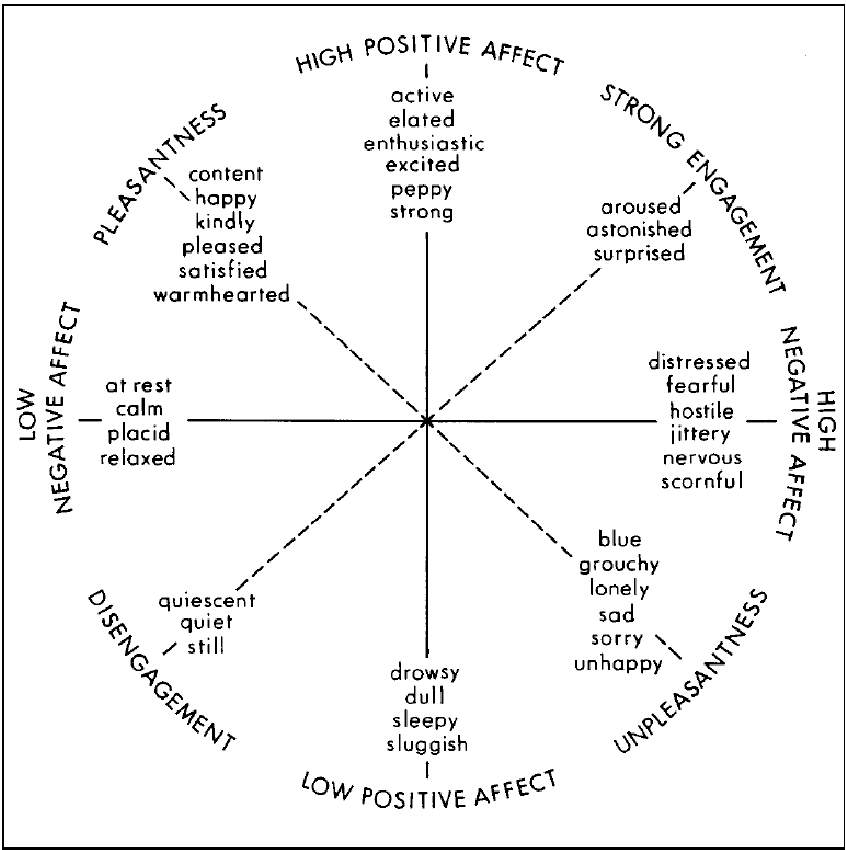 HIGH POSITIVE AFFECT
active
elated
enthusiastic
excited
peppy
strong
STRONG ENGAGEMENT
aroused
astonished
surprised
HIGH
NEGATIVE AFFECT
distressed
fearful
hostile
jittery
nervous
scornful
UNPLEASANTNESS
blue
grouchy
lonely
sad
sorry
unhappy
LOW POSITIVE AFFECT
drowsy
dull
sleepy
sluggish
DISENGAGEMENT
quiescent
quiet
still
LOW
NEGATIVE AFFECT
at rest
calm
placid
relaxed
PLEASANTNESS
content
happy
kindly
pleased
satisfied
warmhearted